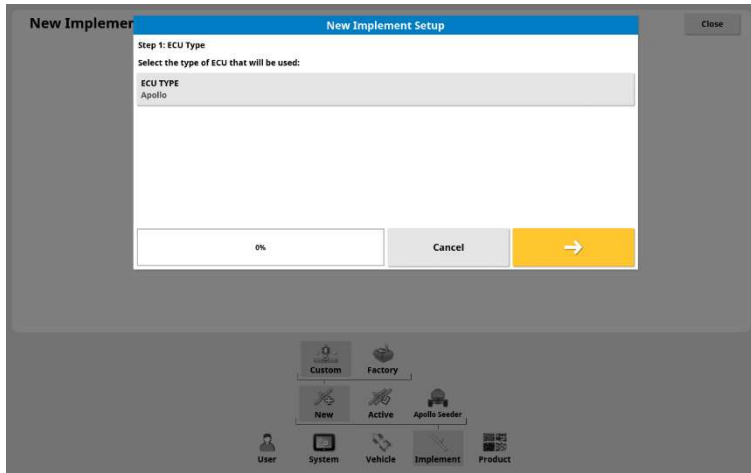 New Implemen
New Implement Setup
Close
Step 1: ECU Type
Select the type of ECU that will be used:
ECU TYPE
Apollo
0%
Cancel
Custom
Factory
New
Active
Apollo Seeder
User
System
Vehicle
Implement
Product